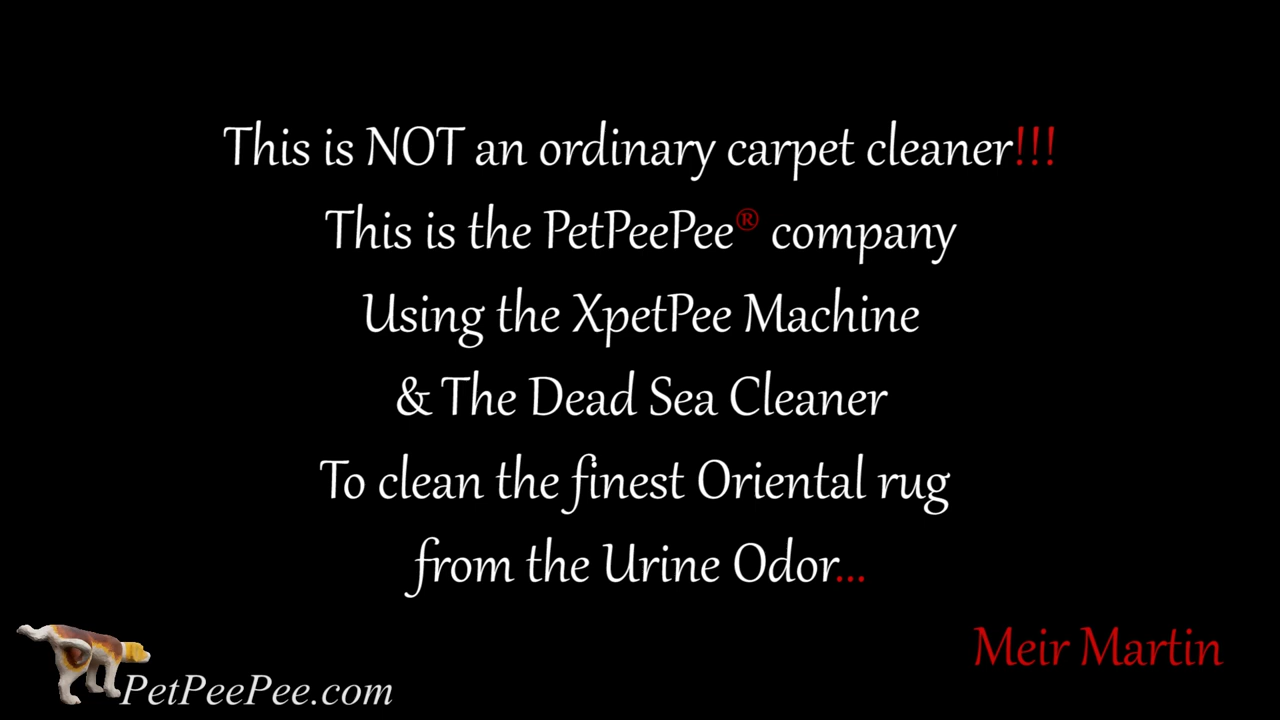 This is NOT an ordinary carpet cleaner!!!
This is the PetPeePee® company
Using the XpetPee Machine
& The Dead Sea Cleaner
To clean the finest Oriental rug
from the Urine Odor...
Meir Martin
PetPeePee.com